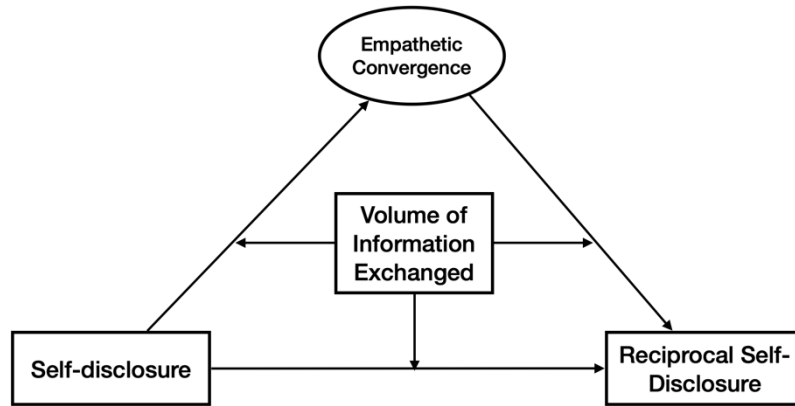 Empathetic
Convergence
Volume of
Information
Exchanged
Self-disclosure
Reciprocal Self-
Disclosure